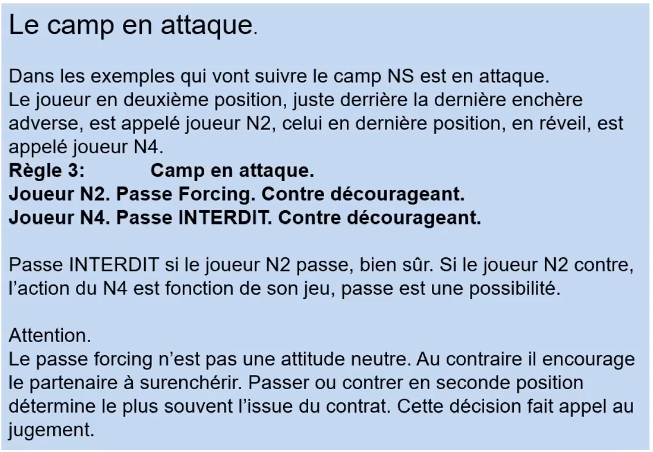 Le camp en attaque.
Dans les exemples qui vont suivre le camp NS est en attaque.
Le joueur en deuxième position, juste derrière la dernière enchère
adverse, est appelé joueur N2, celui en dernière position, en réveil, est
appelé joueur N4.
Règle 3: Camp en attaque.
Joueur N2. Passe Forcing. Contre décourageant.
Joueur N4. Passe INTERDIT. Contre décourageant.
Passe INTERDIT si le joueur N2 passe, bien sûr. Si le joueur N2 contre,
l'action du N4 est fonction de son jeu, passe est une possibilité.
Attention.
Le passe forcing n'est pas une attitude neutre. Au contraire il encourage
le partenaire à surenchérir. Passer ou contrer en seconde position
détermine le plus souvent l'issue du contrat. Cette décision fait appel au
jugement.